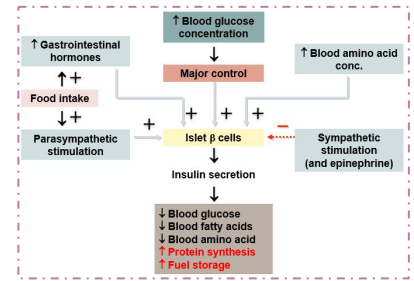 ↑ Blood glucose
concentration
↑ Gastrointestinal
hormones
↑ Blood amino acid
conc.
Major control
+
Food intake
+
+
+
+
Parasympathetic
stimulation
+
Islet β cells
−
Sympathetic
stimulation
(and epinephrine)
Insulin secretion
↓ Blood glucose
↓ Blood fatty acids
↓ Blood amino acid
↑ Protein synthesis
↑ Fuel storage